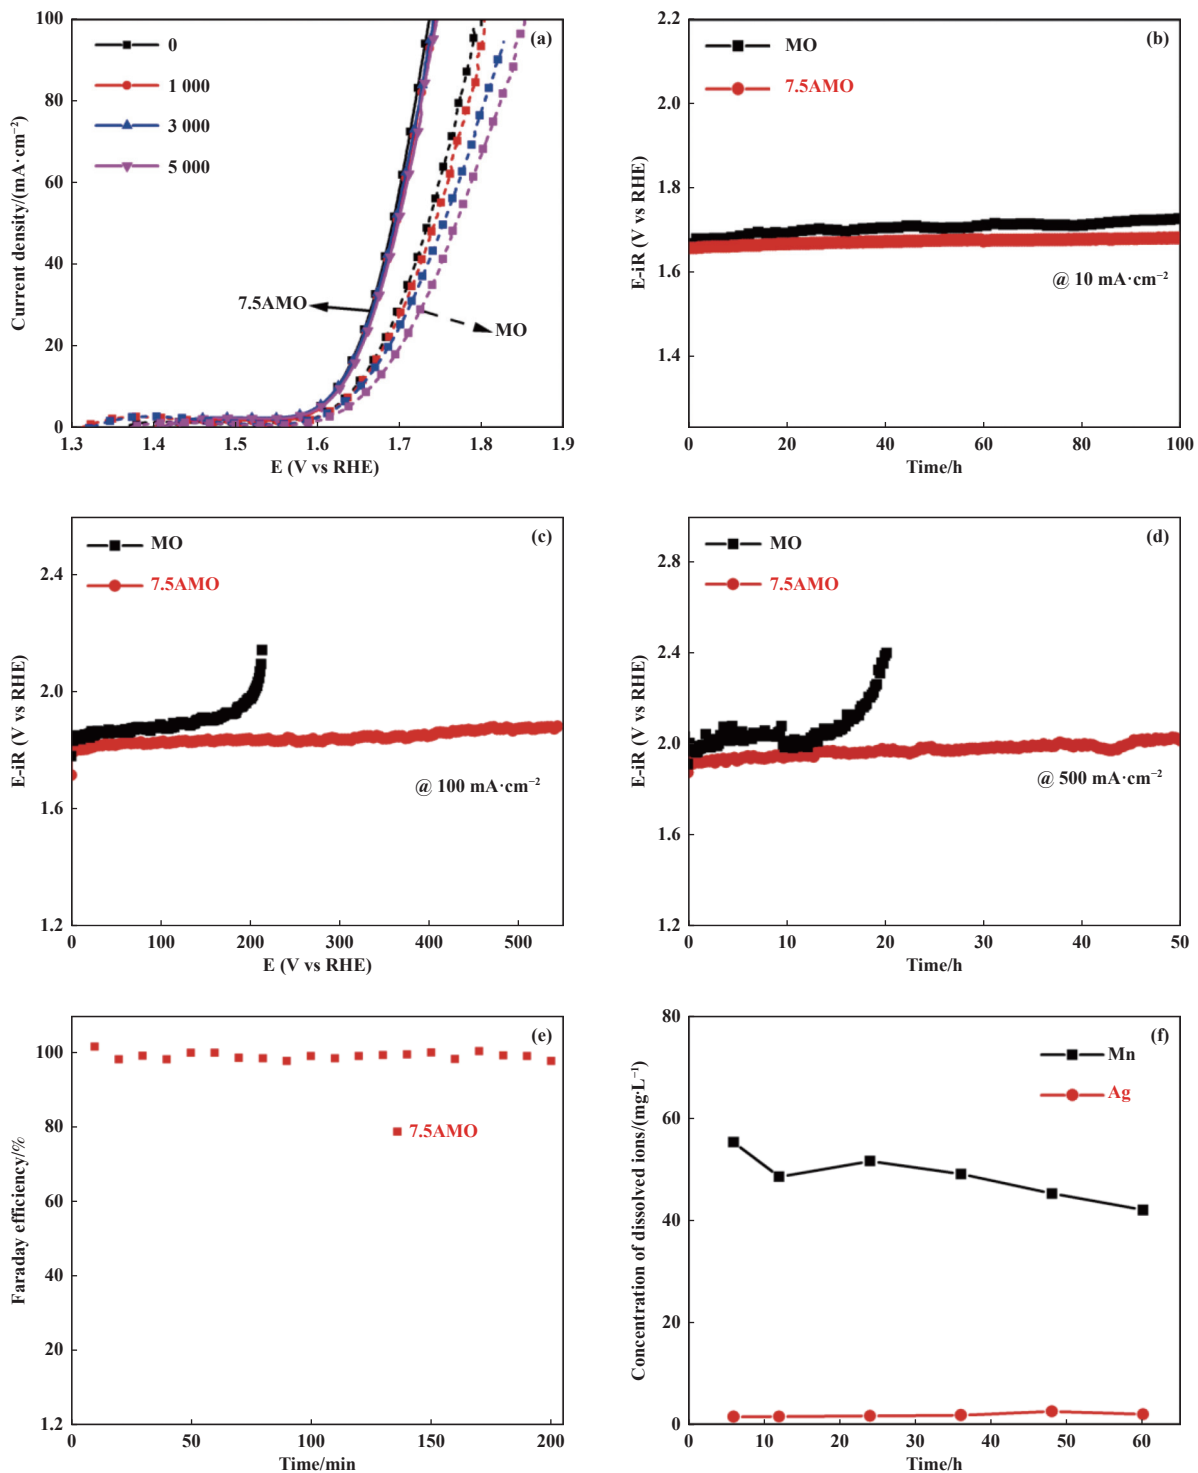 (a)
0
1 000
3 000
5 000
7.5AMO
MO
100
80
60
40
20
0
1.3 1.4 1.5 1.6 1.7 1.8 1.9
Current density/(mA·cm⁻²)
E (V vs RHE)
(b)
MO
7.5AMO
@ 10 mA·cm⁻²
2.2
2.0
1.8
1.6
1.4
0 20 40 60 80 100
E-iR (V vs RHE)
Time/h
(c)
MO
7.5AMO
@ 100 mA·cm⁻²
2.4
2.0
1.6
1.2
0 100 200 300 400 500
E-iR (V vs RHE)
E (V vs RHE)
(d)
MO
7.5AMO
@ 500 mA·cm⁻²
2.8
2.4
2.0
1.6
1.2
0 10 20 30 40 50
E-iR (V vs RHE)
Time/h
(e)
7.5AMO
100
80
60
40
20
1.2
0 50 100 150 200
Faraday efficiency/%
Time/min
(f)
Mn
Ag
80
60
40
20
0
0 10 20 30 40 50 60
Concentration of dissolved ions/(mg·L⁻¹)
Time/h